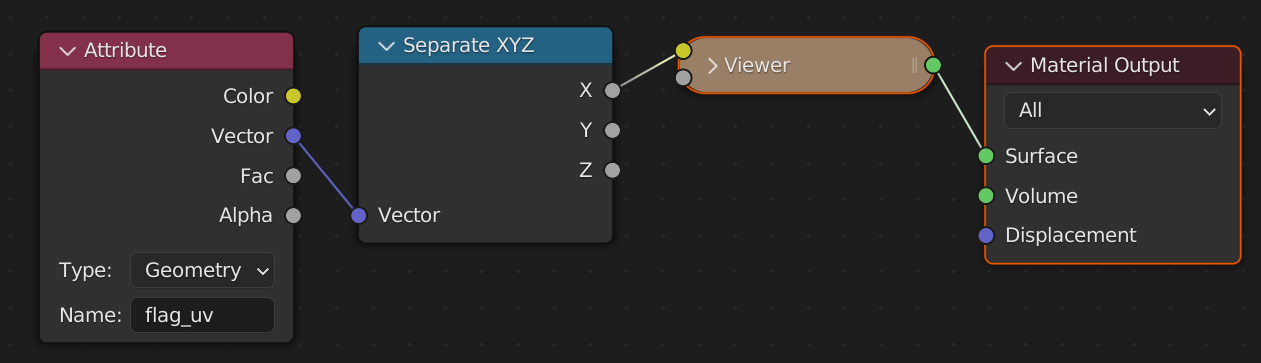 Attribute
Color
Vector
Fac
Alpha
Type: Geometry
Name: flag_uv
Separate XYZ
X
Y
Z
Vector
Viewer
Material Output
All
Surface
Volume
Displacement